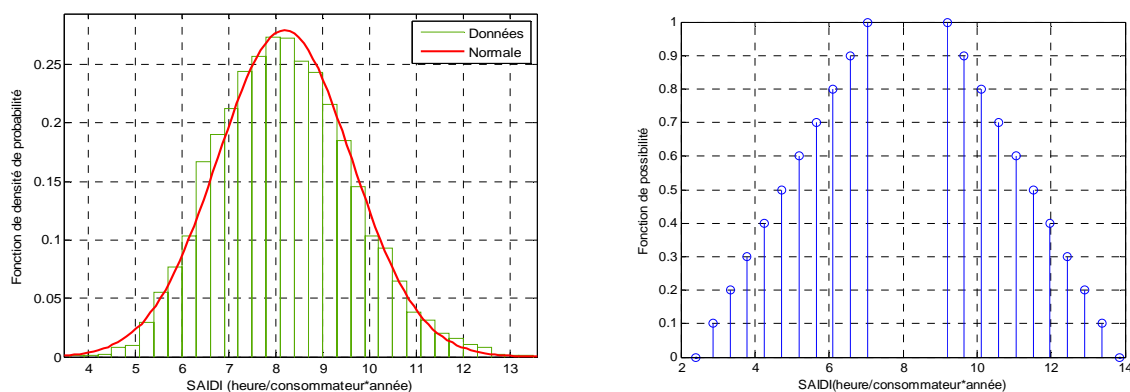 Fonction de densité de probabilité
0.25
0.2
0.15
0.1
0.05
0
Données
Normale
4 5 6 7 8 9 10 11 12 13
SAIDI (heure/consommateur*année)
Fonction de possibilité
1
0.9
0.8
0.7
0.6
0.5
0.4
0.3
0.2
0.1
0
2 4 6 8 10 12 14
SAIDI(heure/consommateur*année)